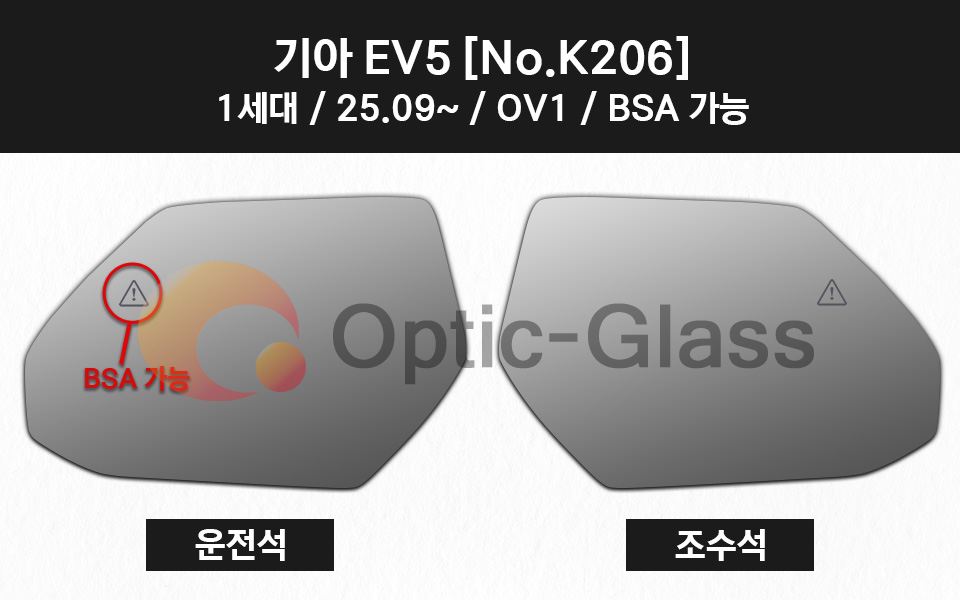 기아 EV5 [No.K206]
1세대 / 25.09~ / OV1 / BSA 가능
Optic-Glass
BSA 가능
운전석
조수석